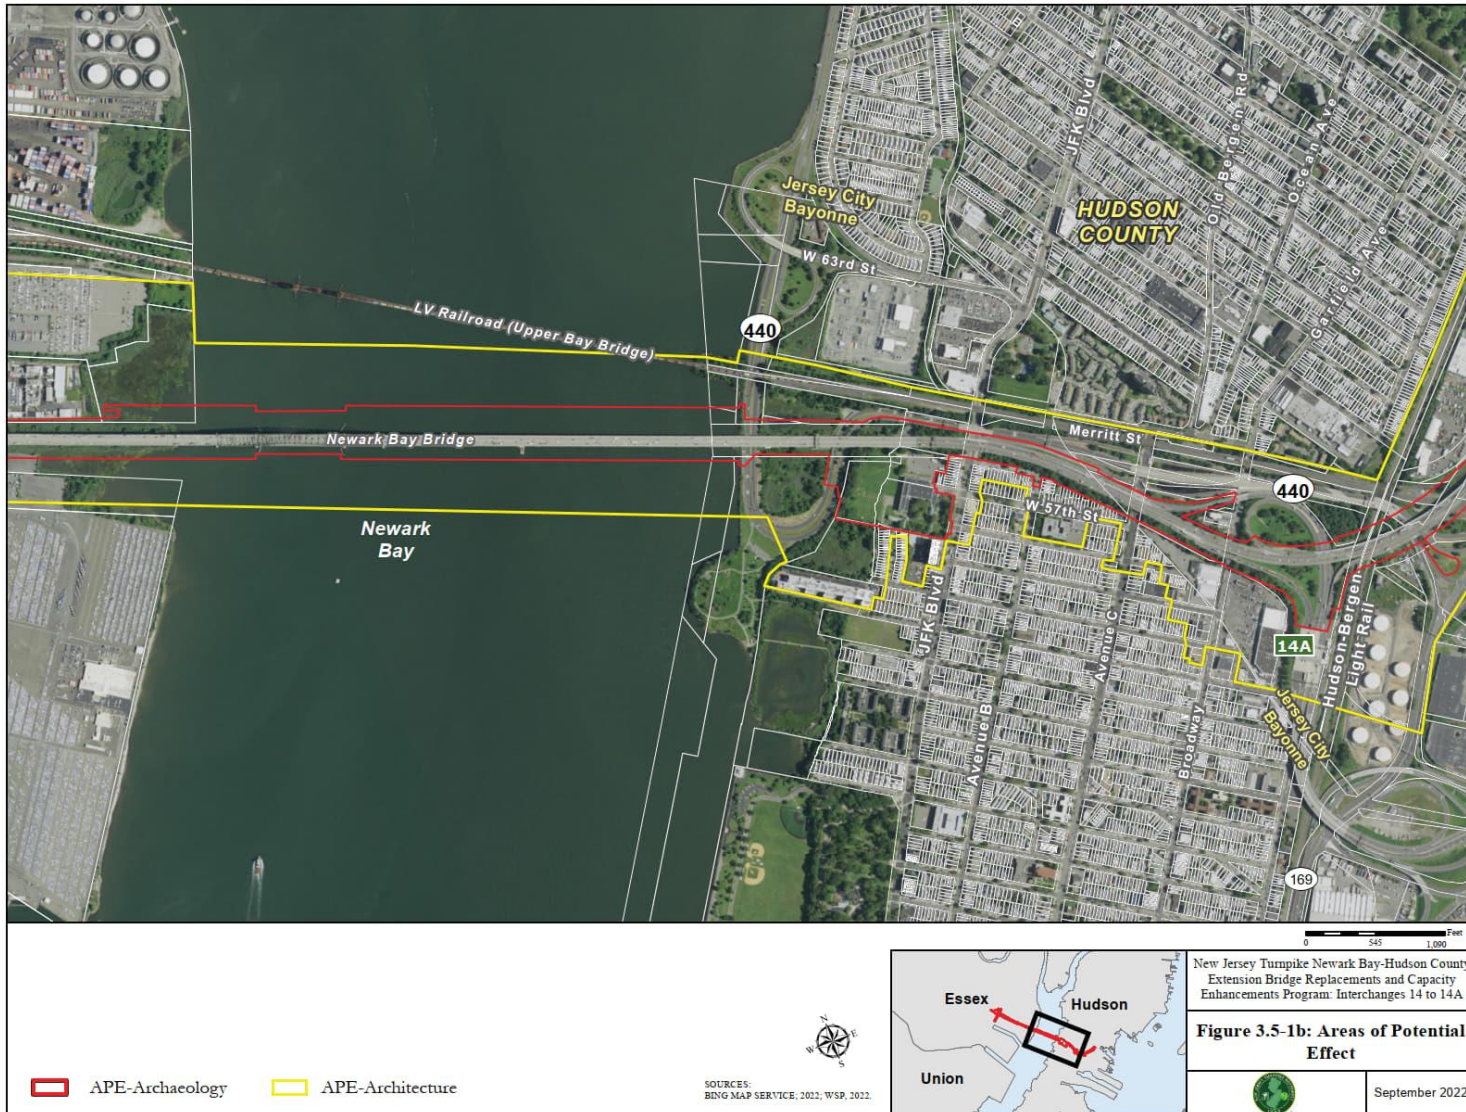 Jersey City
Bayonne
JFK Blvd
Old Bergen Rd
Ocean Ave
Garfield Ave
HUDSON
COUNTY
W 63rd St
LV Railroad (Upper Bay Bridge)
440
Newark Bay Bridge
Merritt St
440
W 57th St
Newark
Bay
JFK Blvd
Avenue B
Avenue C
Broadway
14A
Hudson-Bergen
Light Rail
Jersey City
Bayonne
169
Feet
0 545 1,090
New Jersey Turnpike Newark Bay-Hudson County
Extension Bridge Replacements and Capacity
Enhancements Program: Interchanges 14 to 14A
Essex
Hudson
Union
Figure 3.5-1b: Areas of Potential
Effect
September 2022
N
E
S
W
APE-Archaeology
APE-Architecture
SOURCES:
BING MAP SERVICE, 2022; WSP, 2022.